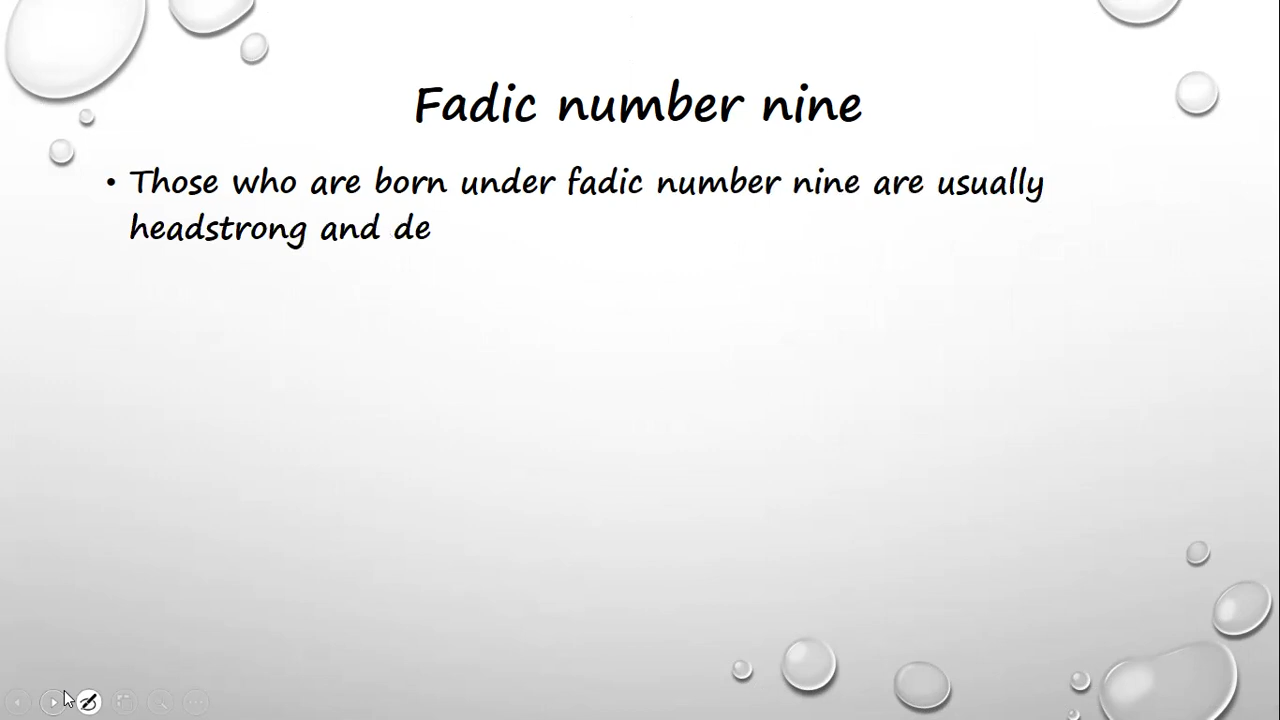 Fadic number nine
• Those who are born under fadic number nine are usually
headstrong and de